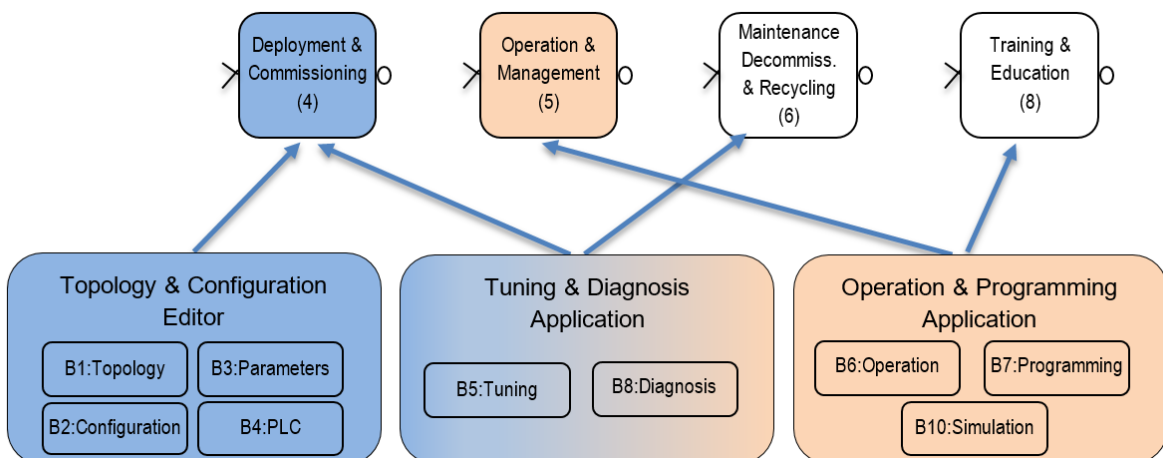 Deployment &
Commissioning
(4)
Operation &
Management
(5)
Maintenance
Decommiss.
& Recycling
(6)
Training &
Education
(8)
Topology & Configuration
Editor
B1:Topology
B3:Parameters
B2:Configuration
B4:PLC
Tuning & Diagnosis
Application
B5:Tuning
B8:Diagnosis
Operation & Programming
Application
B6:Operation
B7:Programming
B10:Simulation